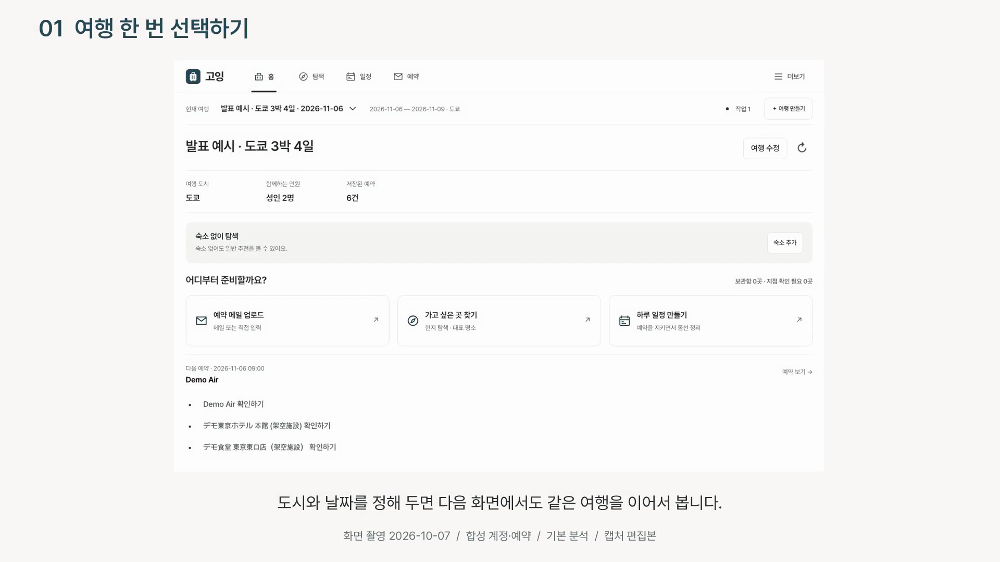 01 여행 한 번 선택하기
고잉 홈 탐색 일정 예약 더보기
현재 여행 발표 예시 · 도쿄 3박 4일 · 2026-11-06 2026-11-06 — 2026-11-09 · 도쿄 작업 1 + 여행 만들기
발표 예시 · 도쿄 3박 4일 여행 수정
여행 도시 함께하는 인원 저장된 예약
도쿄 성인 2명 6건
숙소 없이 탐색
숙소 없이도 일반 추천을 볼 수 있어요.
숙소 추가
어디부터 준비할까요? 보관함 0곳 · 지점 확인 필요 0곳
예약 메일 업로드
메일 또는 직접 입력
가고 싶은 곳 찾기
현지 탐색 · 대표 명소
하루 일정 만들기
예약을 지키면서 동선 정리
다음 예약 · 2026-11-06 09:00
Demo Air
예약 보기 →
• Demo Air 확인하기
• デモ東京ホテル 本館 (架空施設) 확인하기
• デモ食堂 東京東口店（架空施設） 확인하기
도시와 날짜를 정해 두면 다음 화면에서도 같은 여행을 이어서 봅니다.
화면 촬영 2026-10-07 / 합성 계정·예약 / 기본 분석 / 캡처 편집본